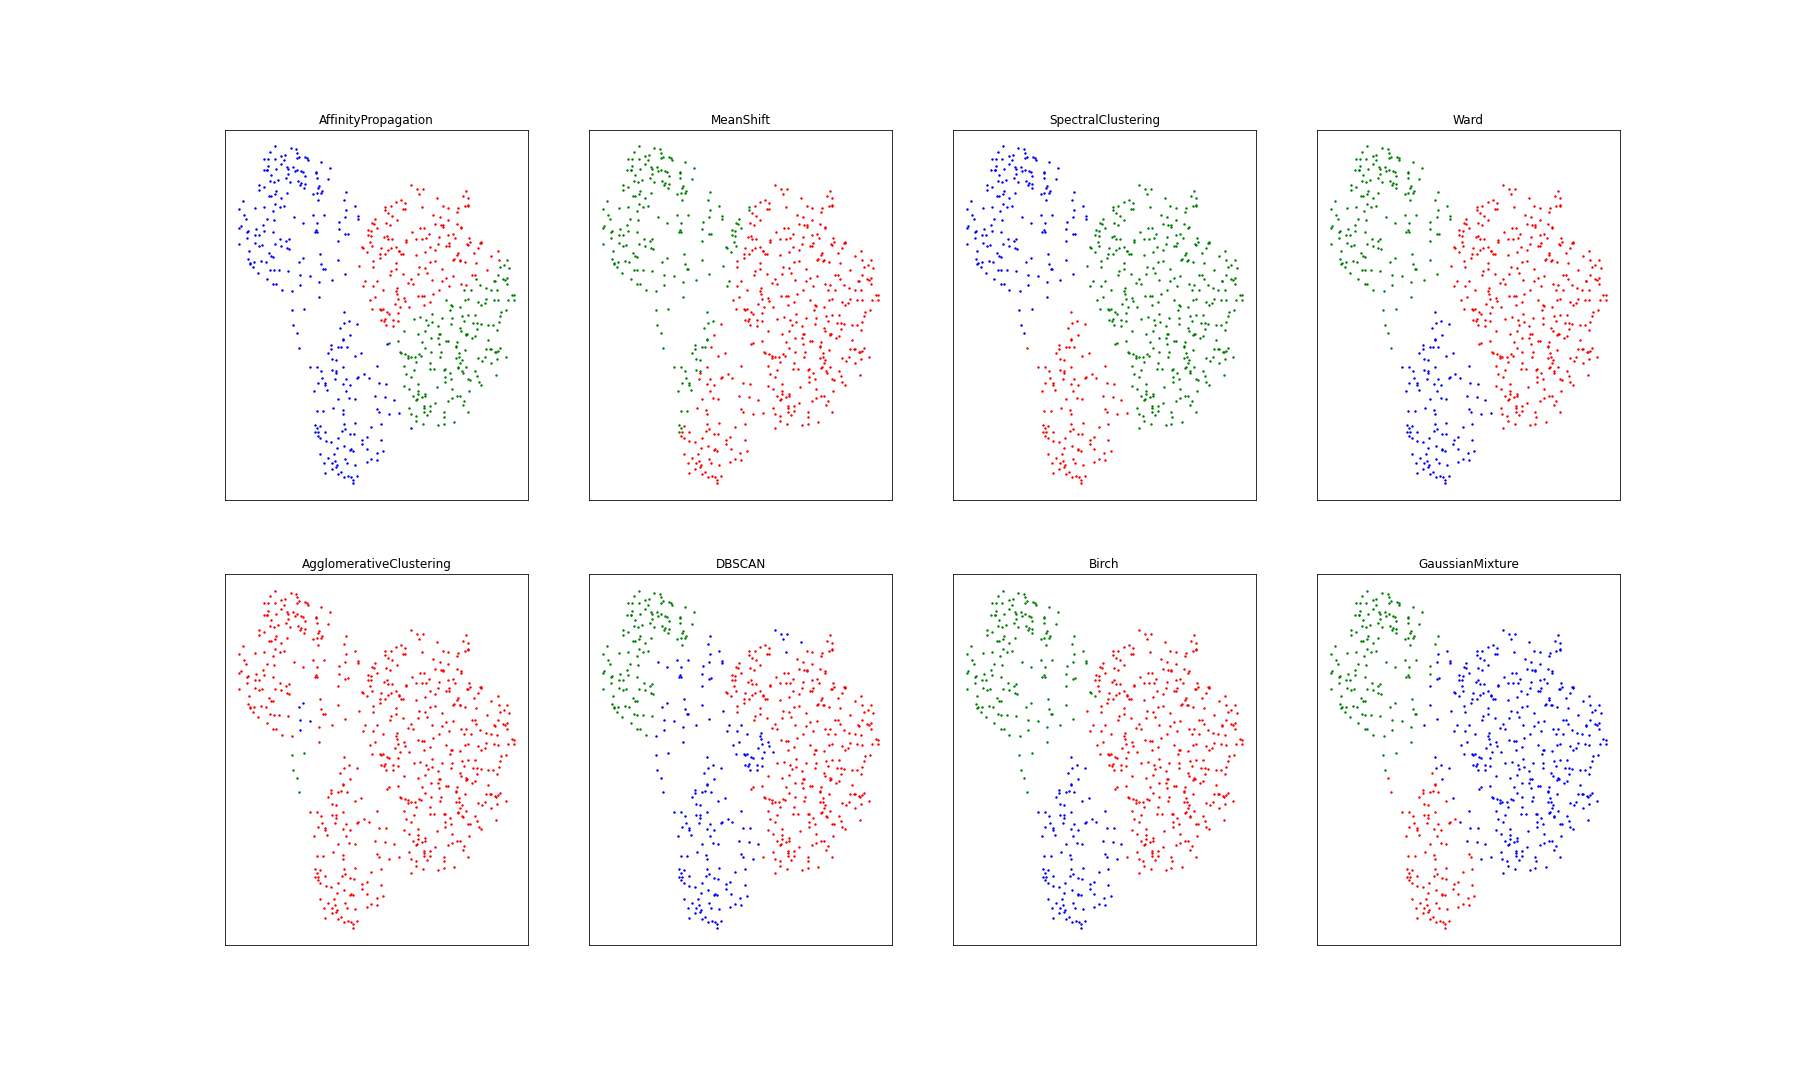 AffinityPropagation
MeanShift
SpectralClustering
Ward
AgglomerativeClustering
DBSCAN
Birch
GaussianMixture